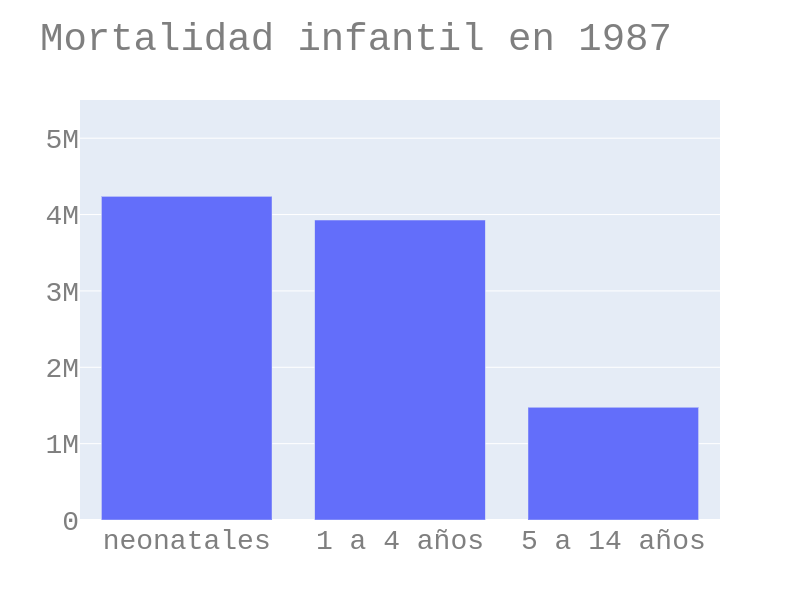 Mortalidad infantil en 1987
5M
4M
3M
2M
1M
0
neonatales 1 a 4 años 5 a 14 años